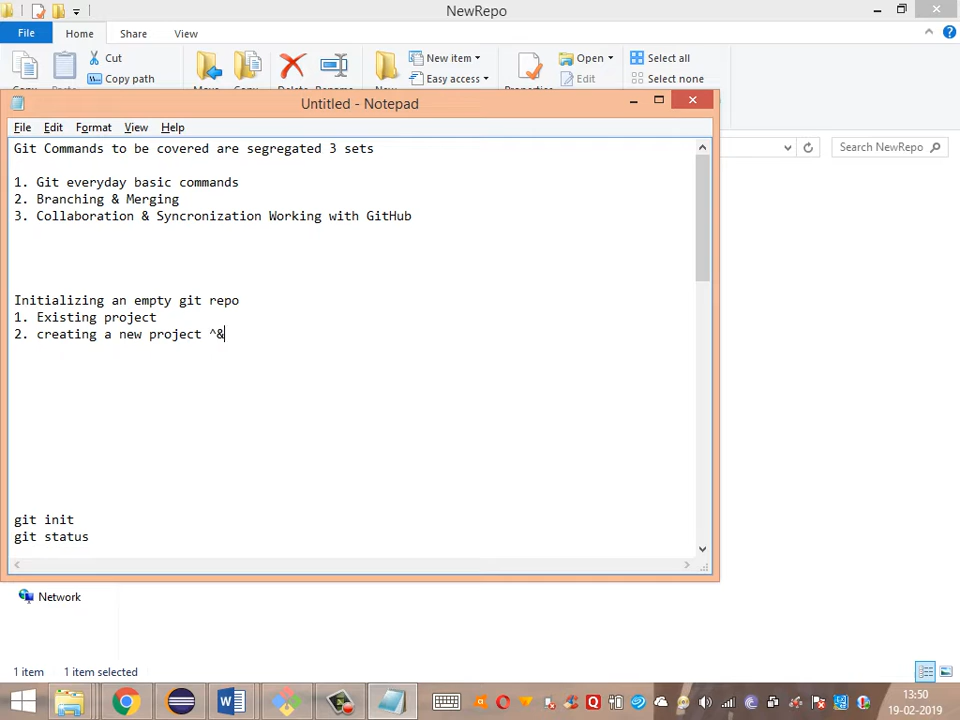 NewRepo
File
Home
Share
View
Cut
Copy path
New item
Easy access
Open
Edit
Select all
Select none
Untitled - Notepad
File Edit Format View Help
Search NewRepo
Git Commands to be covered are segregated 3 sets
1. Git everyday basic commands
2. Branching & Merging
3. Collaboration & Syncronization Working with GitHub
Initializing an empty git repo
1. Existing project
2. creating a new project ^&
git init
git status
Network
1 item 1 item selected
13:50
19-02-2019